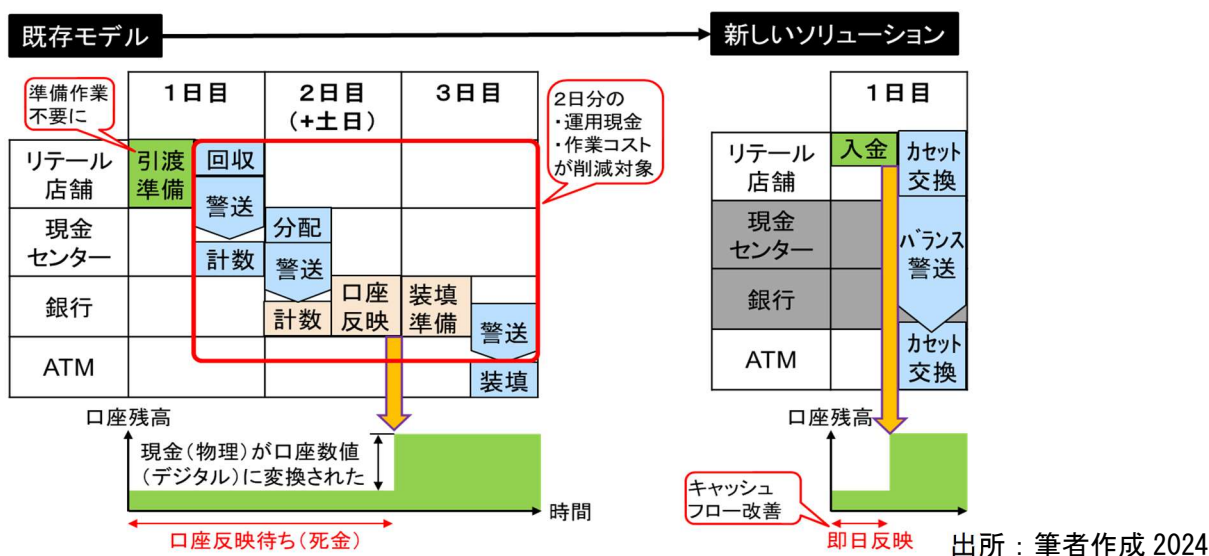 既存モデル
新しいソリューション
準備作業
不要に
1日目
2日目
(+土日)
3日目
2日分の
・運用現金
・作業コスト
が削減対象
リテール
店舗
引渡
準備
回収
警送
現金
センター
計数
分配
警送
銀行
計数
口座
反映
装填
準備
警送
ATM
装填
口座残高
現金(物理)が口座数値
(デジタル)に変換された
時間
口座反映待ち(死金)
1日目
リテール
店舗
入金
カセット
交換
現金
センター
バランス
警送
銀行
ATM
カセット
交換
口座残高
キャッシュ
フロー改善
即日反映
出所：筆者作成 2024